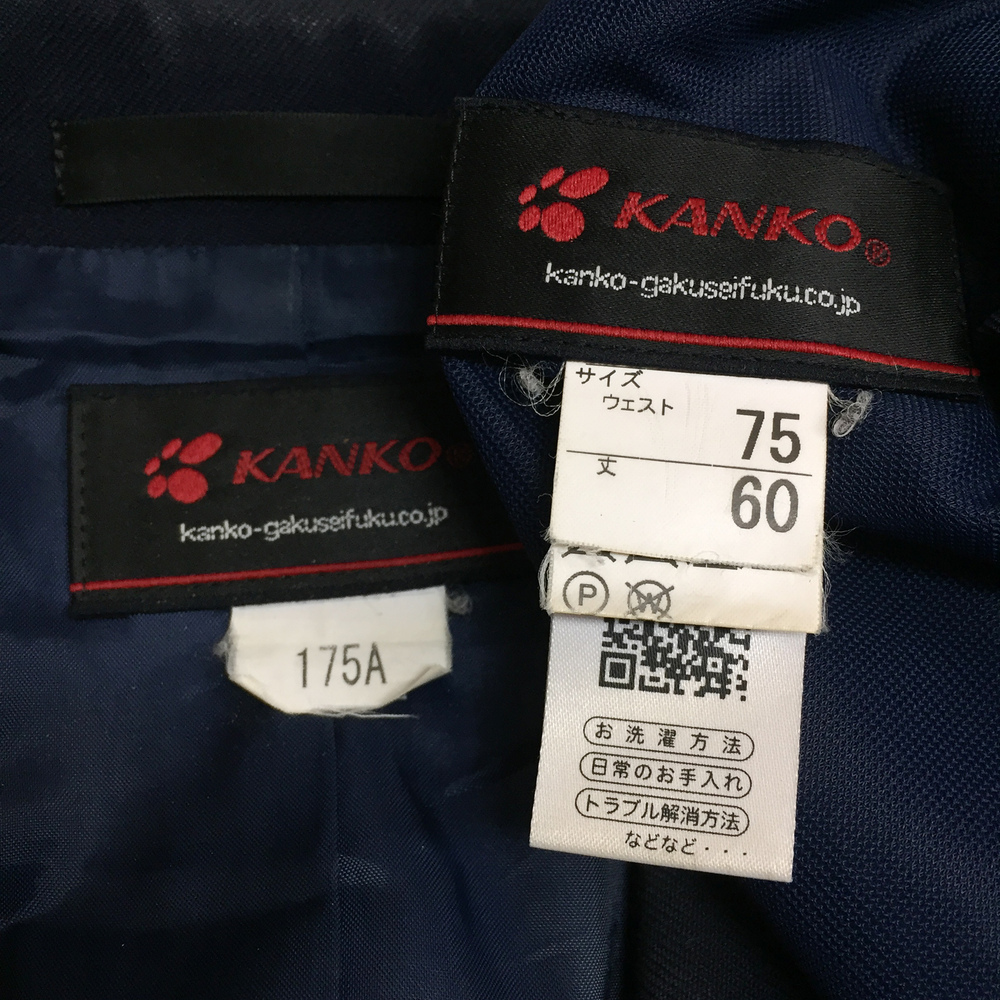 KANKO®
kanko-gakuseifuku.co.jp
サイズ
ウェスト
75
丈
60
P
W
お洗濯方法
日常のお手入れ
トラブル解消方法
などなど・・・
KANKO®
kanko-gakuseifuku.co.jp
175A